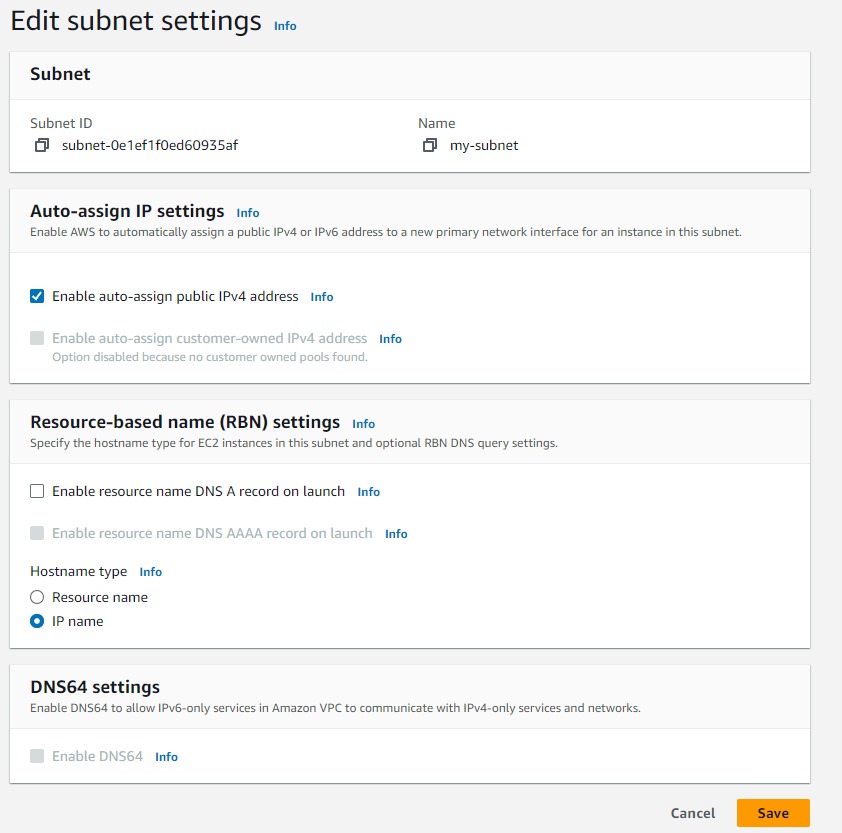 Edit subnet settings Info
Subnet
Subnet ID Name
subnet-0e1ef1f0ed60935af my-subnet
Auto-assign IP settings Info
Enable AWS to automatically assign a public IPv4 or IPv6 address to a new primary network interface for an instance in this subnet.
Enable auto-assign public IPv4 address Info
Enable auto-assign customer-owned IPv4 address Info
Option disabled because no customer owned pools found.
Resource-based name (RBN) settings Info
Specify the hostname type for EC2 instances in this subnet and optional RBN DNS query settings.
Enable resource name DNS A record on launch Info
Enable resource name DNS AAAA record on launch Info
Hostname type Info
Resource name
IP name
DNS64 settings
Enable DNS64 to allow IPv6-only services in Amazon VPC to communicate with IPv4-only services and networks.
Enable DNS64 Info
Cancel Save